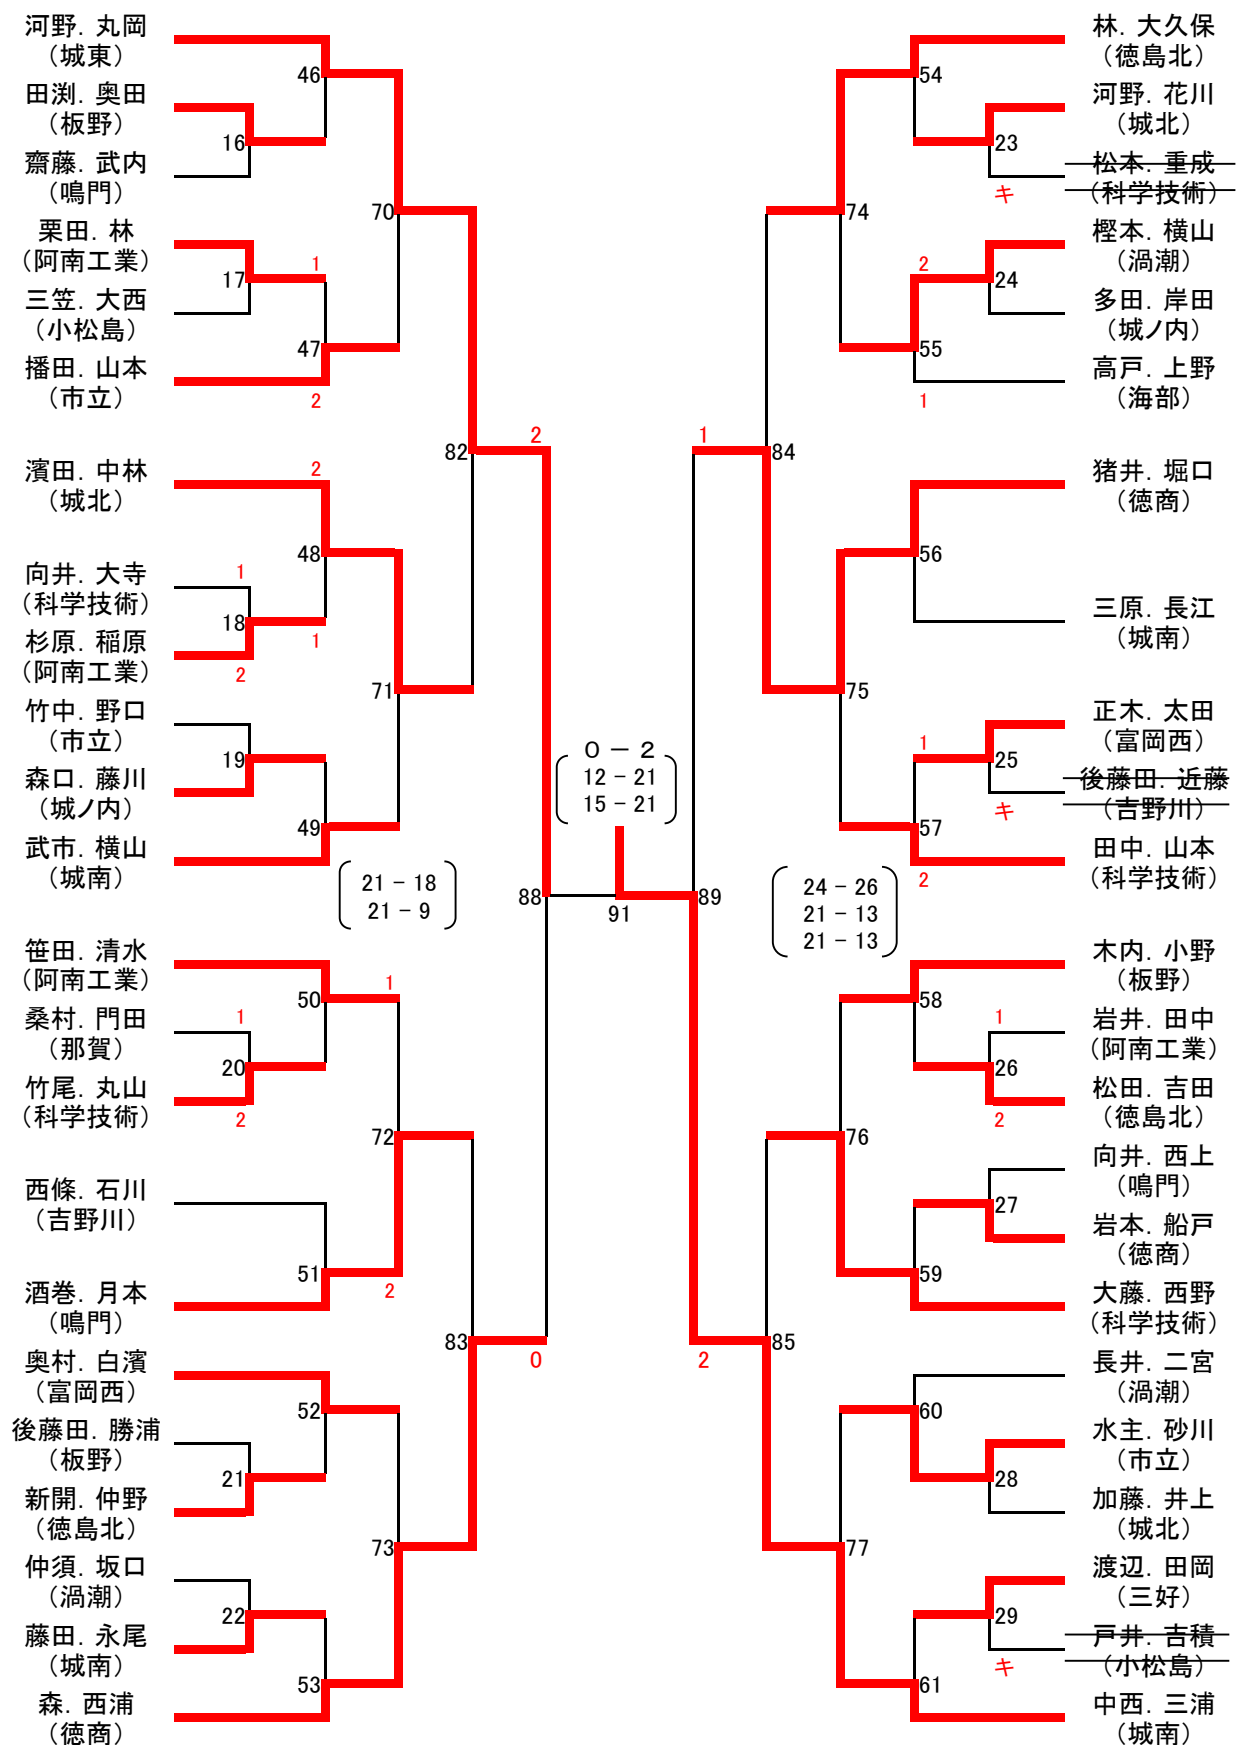 河野．丸岡
（城東）
46
田渕．奥田
（板野）
16
齋藤．武内
（鳴門）
70
栗田．林
（阿南工業）
1
17
三笠．大西
（小松島）
47
播田．山本
（市立）
2
82
2
濱田．中林
（城北）
2
48
向井．大寺
（科学技術）
1
18
1
杉原．稲原
（阿南工業）
2
71
竹中．野口
（市立）
19
森口．藤川
（城ノ内）
49
武市．横山
（城南）
21 － 18
21 － 9
88
笹田．清水
（阿南工業）
1
50
桑村．門田
（那賀）
1
20
竹尾．丸山
（科学技術）
2
72
西條．石川
（吉野川）
51
2
酒巻．月本
（鳴門）
83
0
奥村．白濱
（富岡西）
52
後藤田．勝浦
（板野）
21
新開．仲野
（徳島北）
73
仲須．坂口
（渦潮）
22
藤田．永尾
（城南）
53
森．西浦
（徳商）
0 － 2
12 － 21
15 － 21
91
林．大久保
（徳島北）
54
河野．花川
（城北）
23
松本．重成
（科学技術）
キ
74
樫本．横山
（渦潮）
2
24
多田．岸田
（城ノ内）
55
高戸．上野
（海部）
1
1
84
猪井．堀口
（徳商）
56
三原．長江
（城南）
75
正木．太田
（富岡西）
1
25
後藤田．近藤
（吉野川）
キ
57
田中．山本
（科学技術）
2
24 － 26
21 － 13
21 － 13
89
木内．小野
（板野）
58
岩井．田中
（阿南工業）
1
26
松田．吉田
（徳島北）
2
76
向井．西上
（鳴門）
27
岩本．船戸
（徳商）
59
大藤．西野
（科学技術）
2
85
長井．二宮
（渦潮）
60
水主．砂川
（市立）
28
加藤．井上
（城北）
77
渡辺．田岡
（三好）
29
戸井．吉積
（小松島）
キ
61
中西．三浦
（城南）